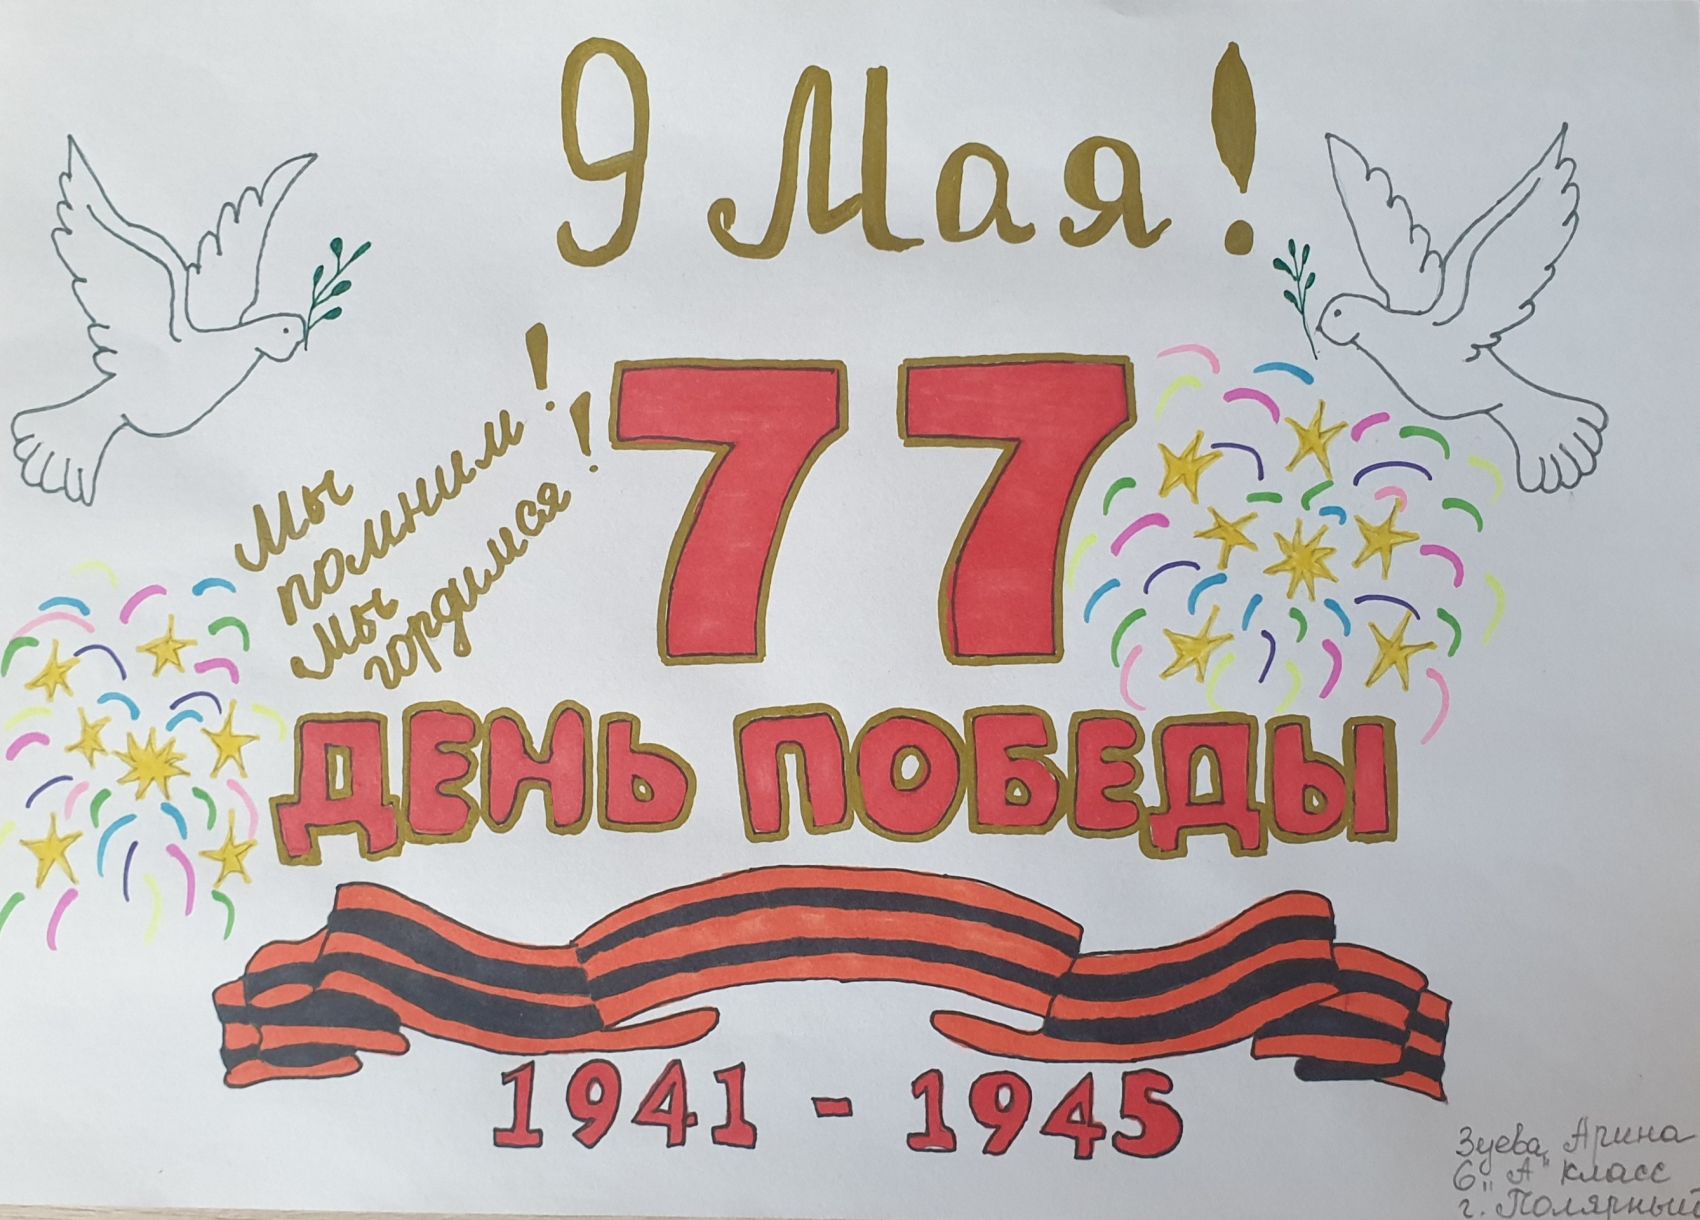 9 Мая!
Мы
помним!
Мы
гордимся!
77
ДЕНЬ ПОБЕДЫ
1941 - 1945
Зуева Арина
6 „А" класс
г. Полярный